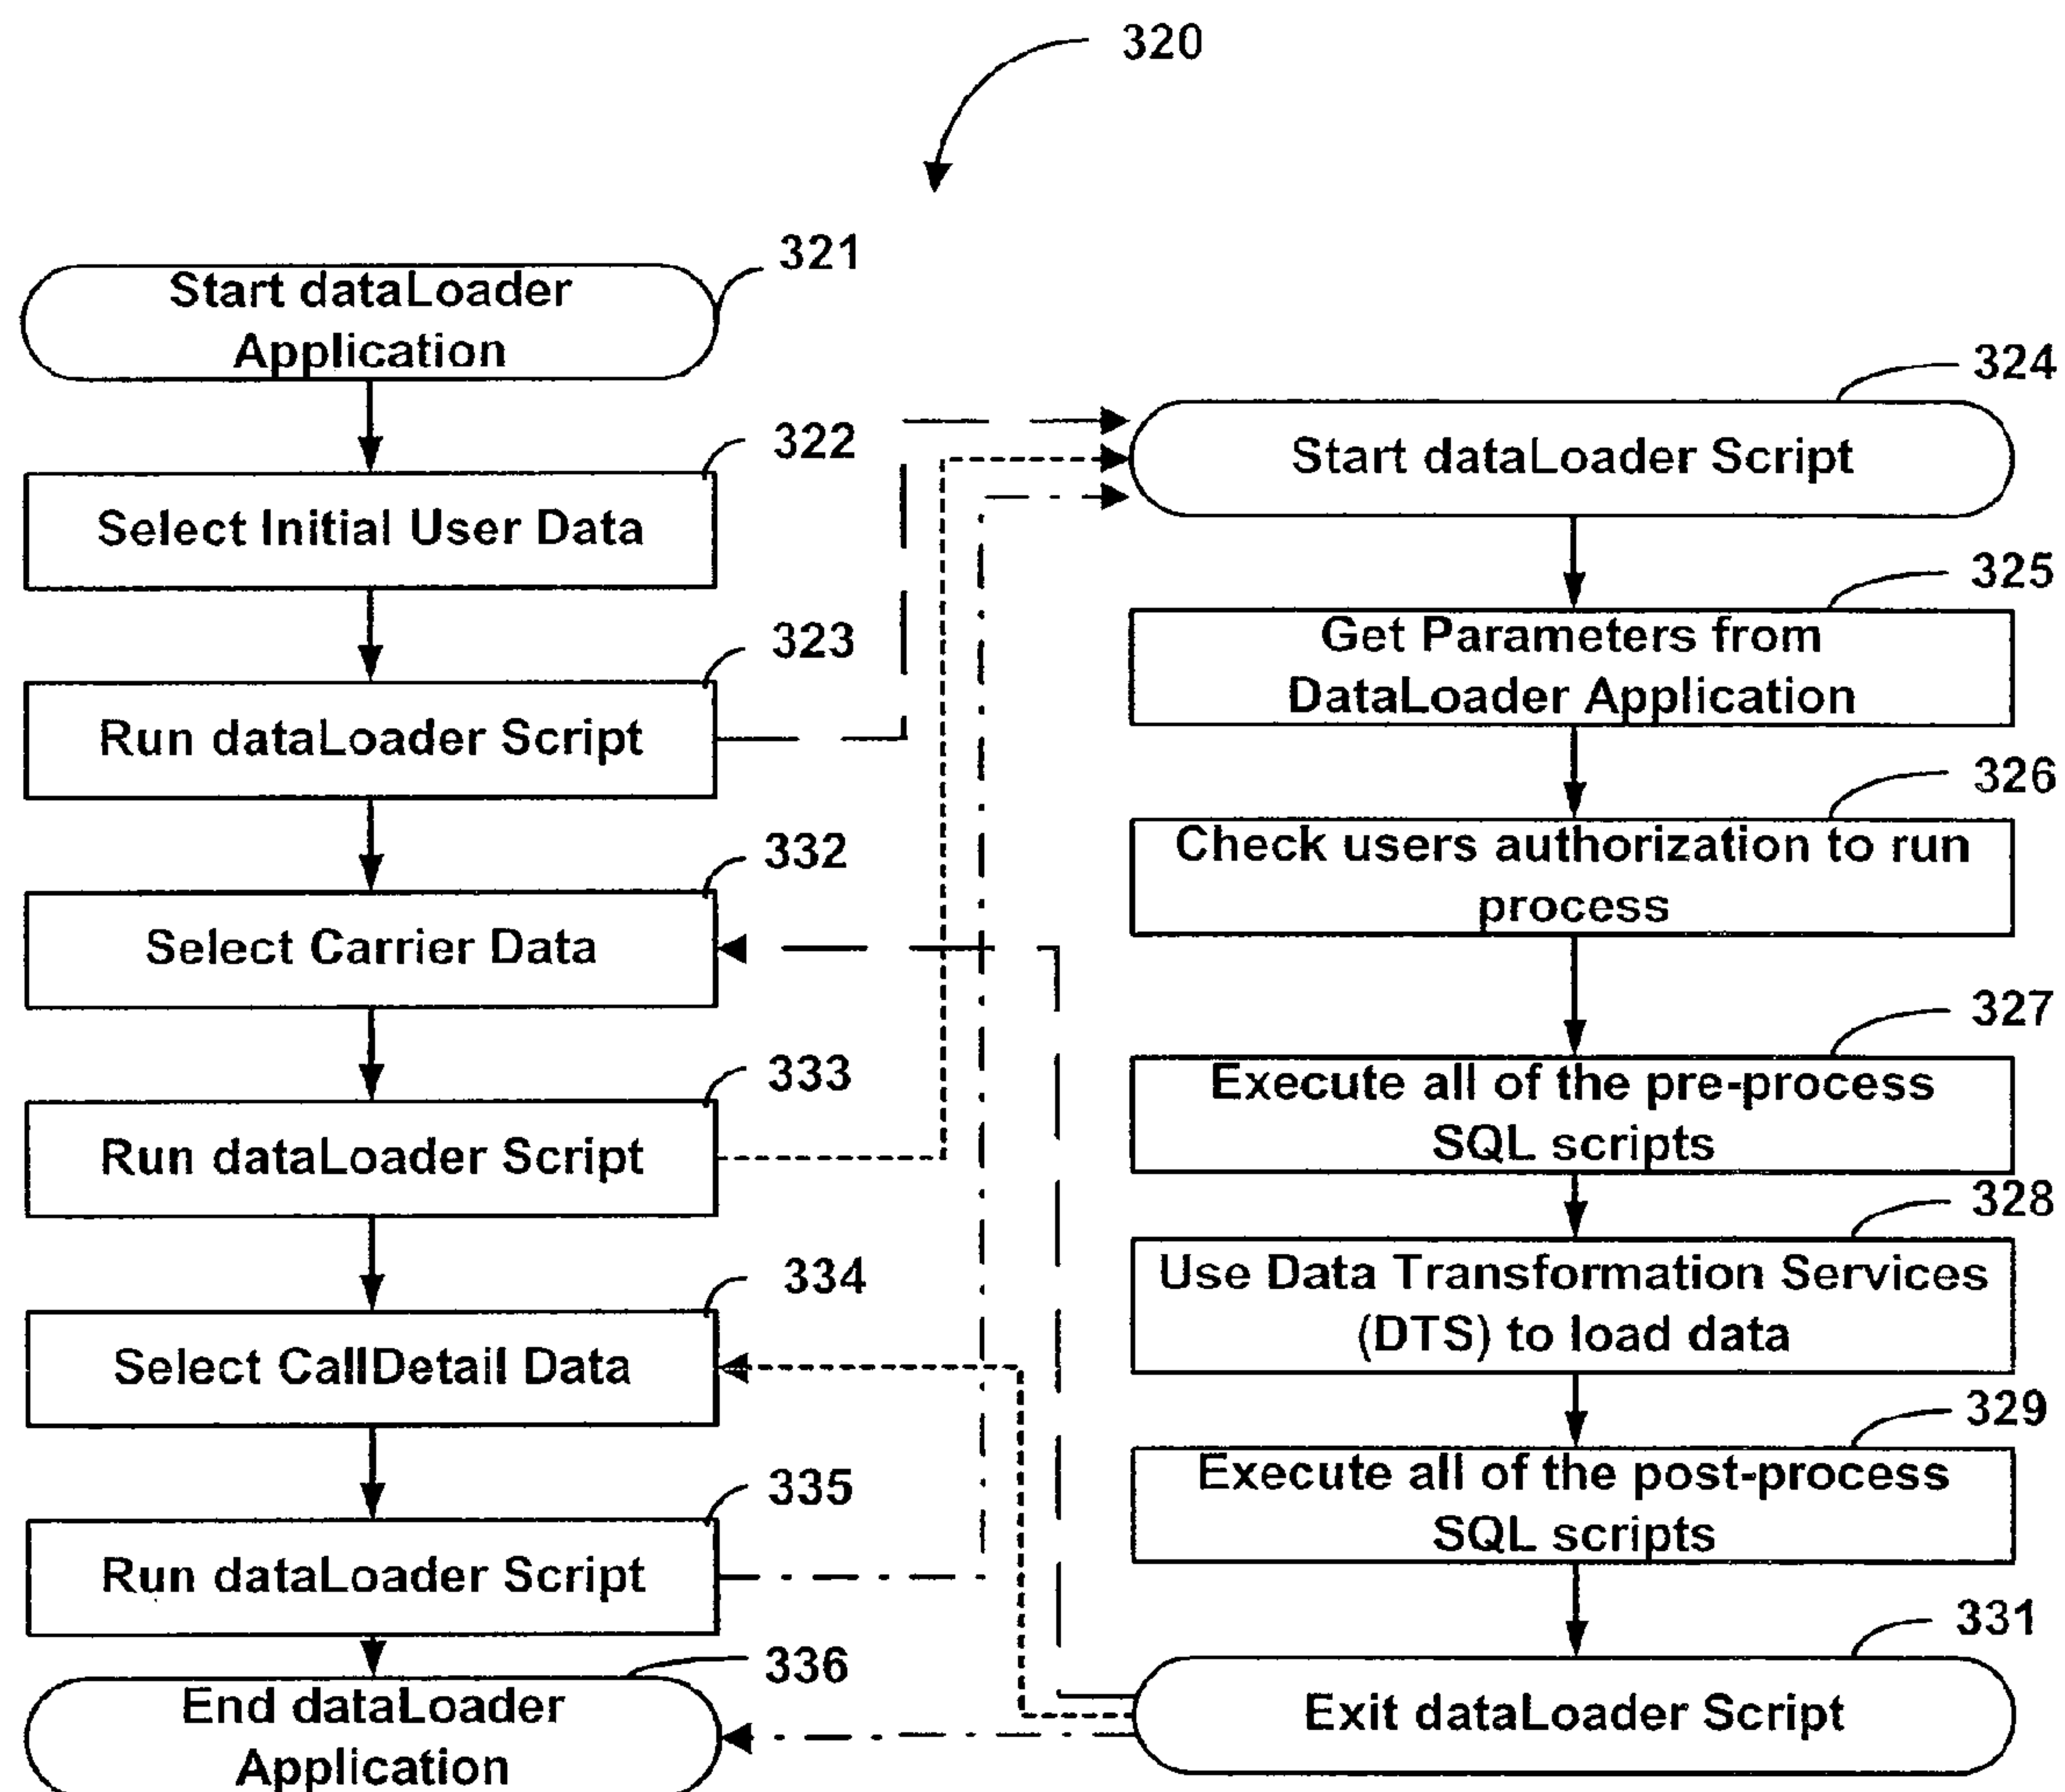 320
321
Start dataLoader
Application
322
Select Initial User Data
323
Run dataLoader Script
332
Select Carrier Data
333
Run dataLoader Script
334
Select CallDetail Data
335
Run dataLoader Script
336
End dataLoader
Application
324
Start dataLoader Script
325
Get Parameters from
DataLoader Application
326
Check users authorization to run
process
327
Execute all of the pre-process
SQL scripts
328
Use Data Transformation Services
(DTS) to load data
329
Execute all of the post-process
SQL scripts
331
Exit dataLoader Script